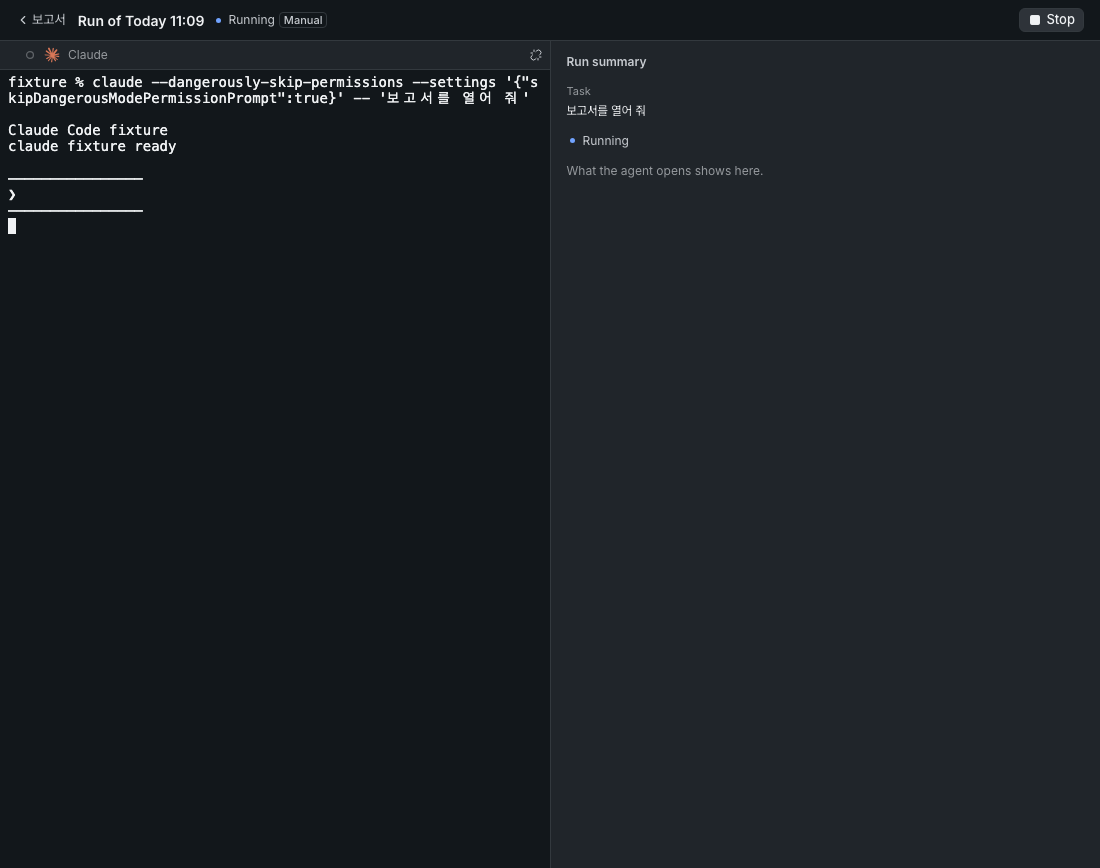 보고서
Run of Today 11:09
Running
Manual
Stop
Claude
fixture % claude --dangerously-skip-permissions --settings '{"s
kipDangerousModePermissionPrompt":true}' -- '보고서를 열어 줘'
Claude Code fixture
claude fixture ready
❯
Run summary
Task
보고서를 열어 줘
Running
What the agent opens shows here.